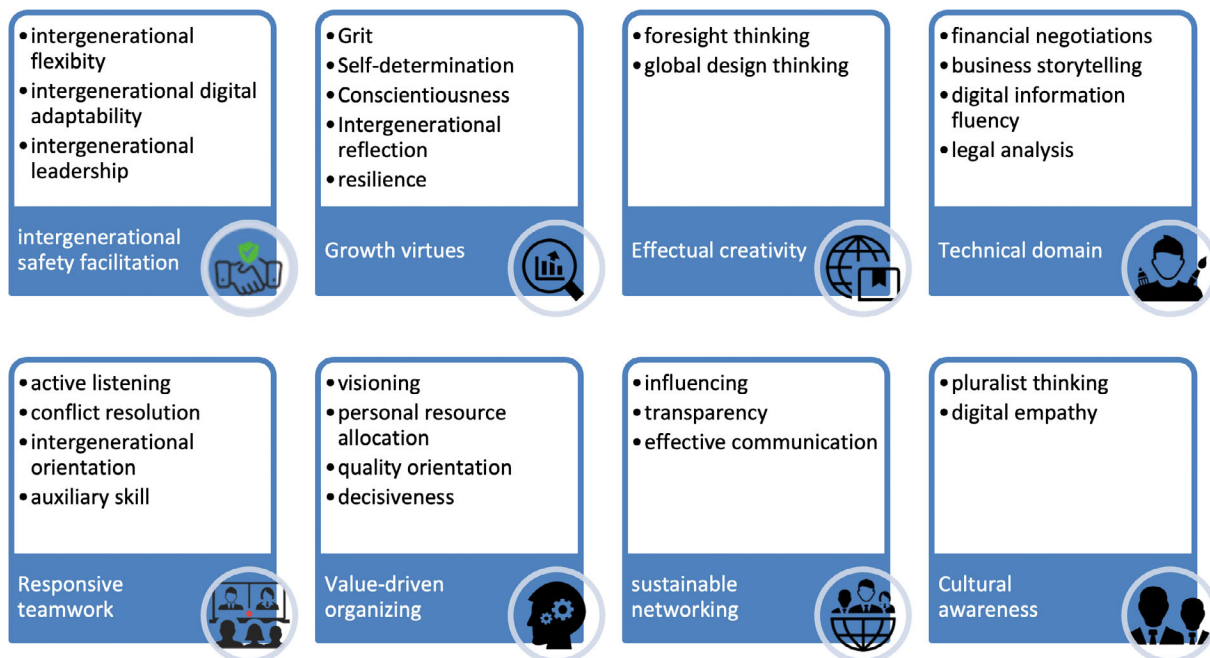 • intergenerational
flexibity
• intergenerational digital
adaptability
• intergenerational
leadership
intergenerational
safety facilitation
• Grit
• Self-determination
• Conscientiousness
• Intergenerational
reflection
• resilience
Growth virtues
• foresight thinking
• global design thinking
Effectual creativity
• financial negotiations
• business storytelling
• digital information
fluency
• legal analysis
Technical domain
• active listening
• conflict resolution
• intergenerational
orientation
• auxiliary skill
Responsive
teamwork
• visioning
• personal resource
allocation
• quality orientation
• decisiveness
Value-driven
organizing
• influencing
• transparency
• effective communication
sustainable
networking
• pluralist thinking
• digital empathy
Cultural
awareness